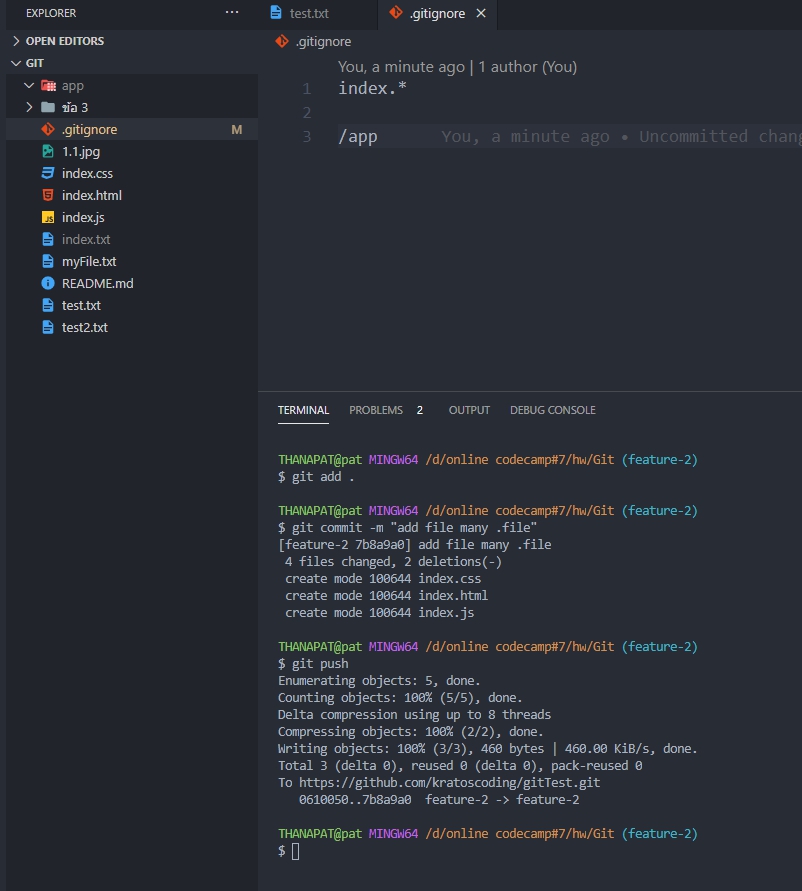 EXPLORER
...
OPEN EDITORS
GIT
app
ข้อ 3
.gitignore M
1.1.jpg
index.css
index.html
JS index.js
index.txt
myFile.txt
README.md
test.txt
test2.txt
test.txt
.gitignore ×
.gitignore
You, a minute ago | 1 author (You)
1 index.*
2
3 /app You, a minute ago • Uncommitted chang
TERMINAL PROBLEMS 2 OUTPUT DEBUG CONSOLE
THANAPAT@pat MINGW64 /d/online codecamp#7/hw/Git (feature-2)
$ git add .
THANAPAT@pat MINGW64 /d/online codecamp#7/hw/Git (feature-2)
$ git commit -m "add file many .file"
[feature-2 7b8a9a0] add file many .file
4 files changed, 2 deletions(-)
create mode 100644 index.css
create mode 100644 index.html
create mode 100644 index.js
THANAPAT@pat MINGW64 /d/online codecamp#7/hw/Git (feature-2)
$ git push
Enumerating objects: 5, done.
Counting objects: 100% (5/5), done.
Delta compression using up to 8 threads
Compressing objects: 100% (2/2), done.
Writing objects: 100% (3/3), 460 bytes | 460.00 KiB/s, done.
Total 3 (delta 0), reused 0 (delta 0), pack-reused 0
To https://github.com/kratoscoding/gitTest.git
0610050..7b8a9a0 feature-2 -> feature-2
THANAPAT@pat MINGW64 /d/online codecamp#7/hw/Git (feature-2)
$